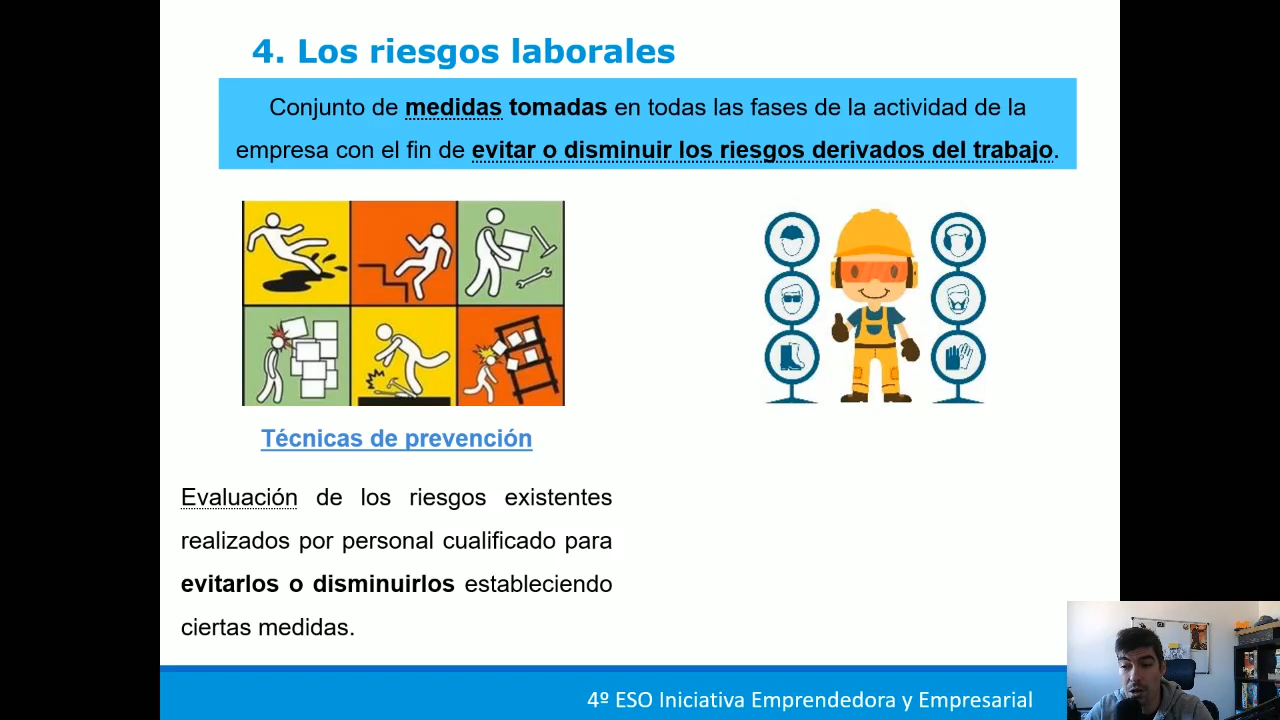 4. Los riesgos laborales
Conjunto de medidas tomadas en todas las fases de la actividad de la
empresa con el fin de evitar o disminuir los riesgos derivados del trabajo.
Técnicas de prevención
Evaluación de los riesgos existentes
realizados por personal cualificado para
evitarlos o disminuirlos estableciendo
ciertas medidas.
4º ESO Iniciativa Emprendedora y Empresarial